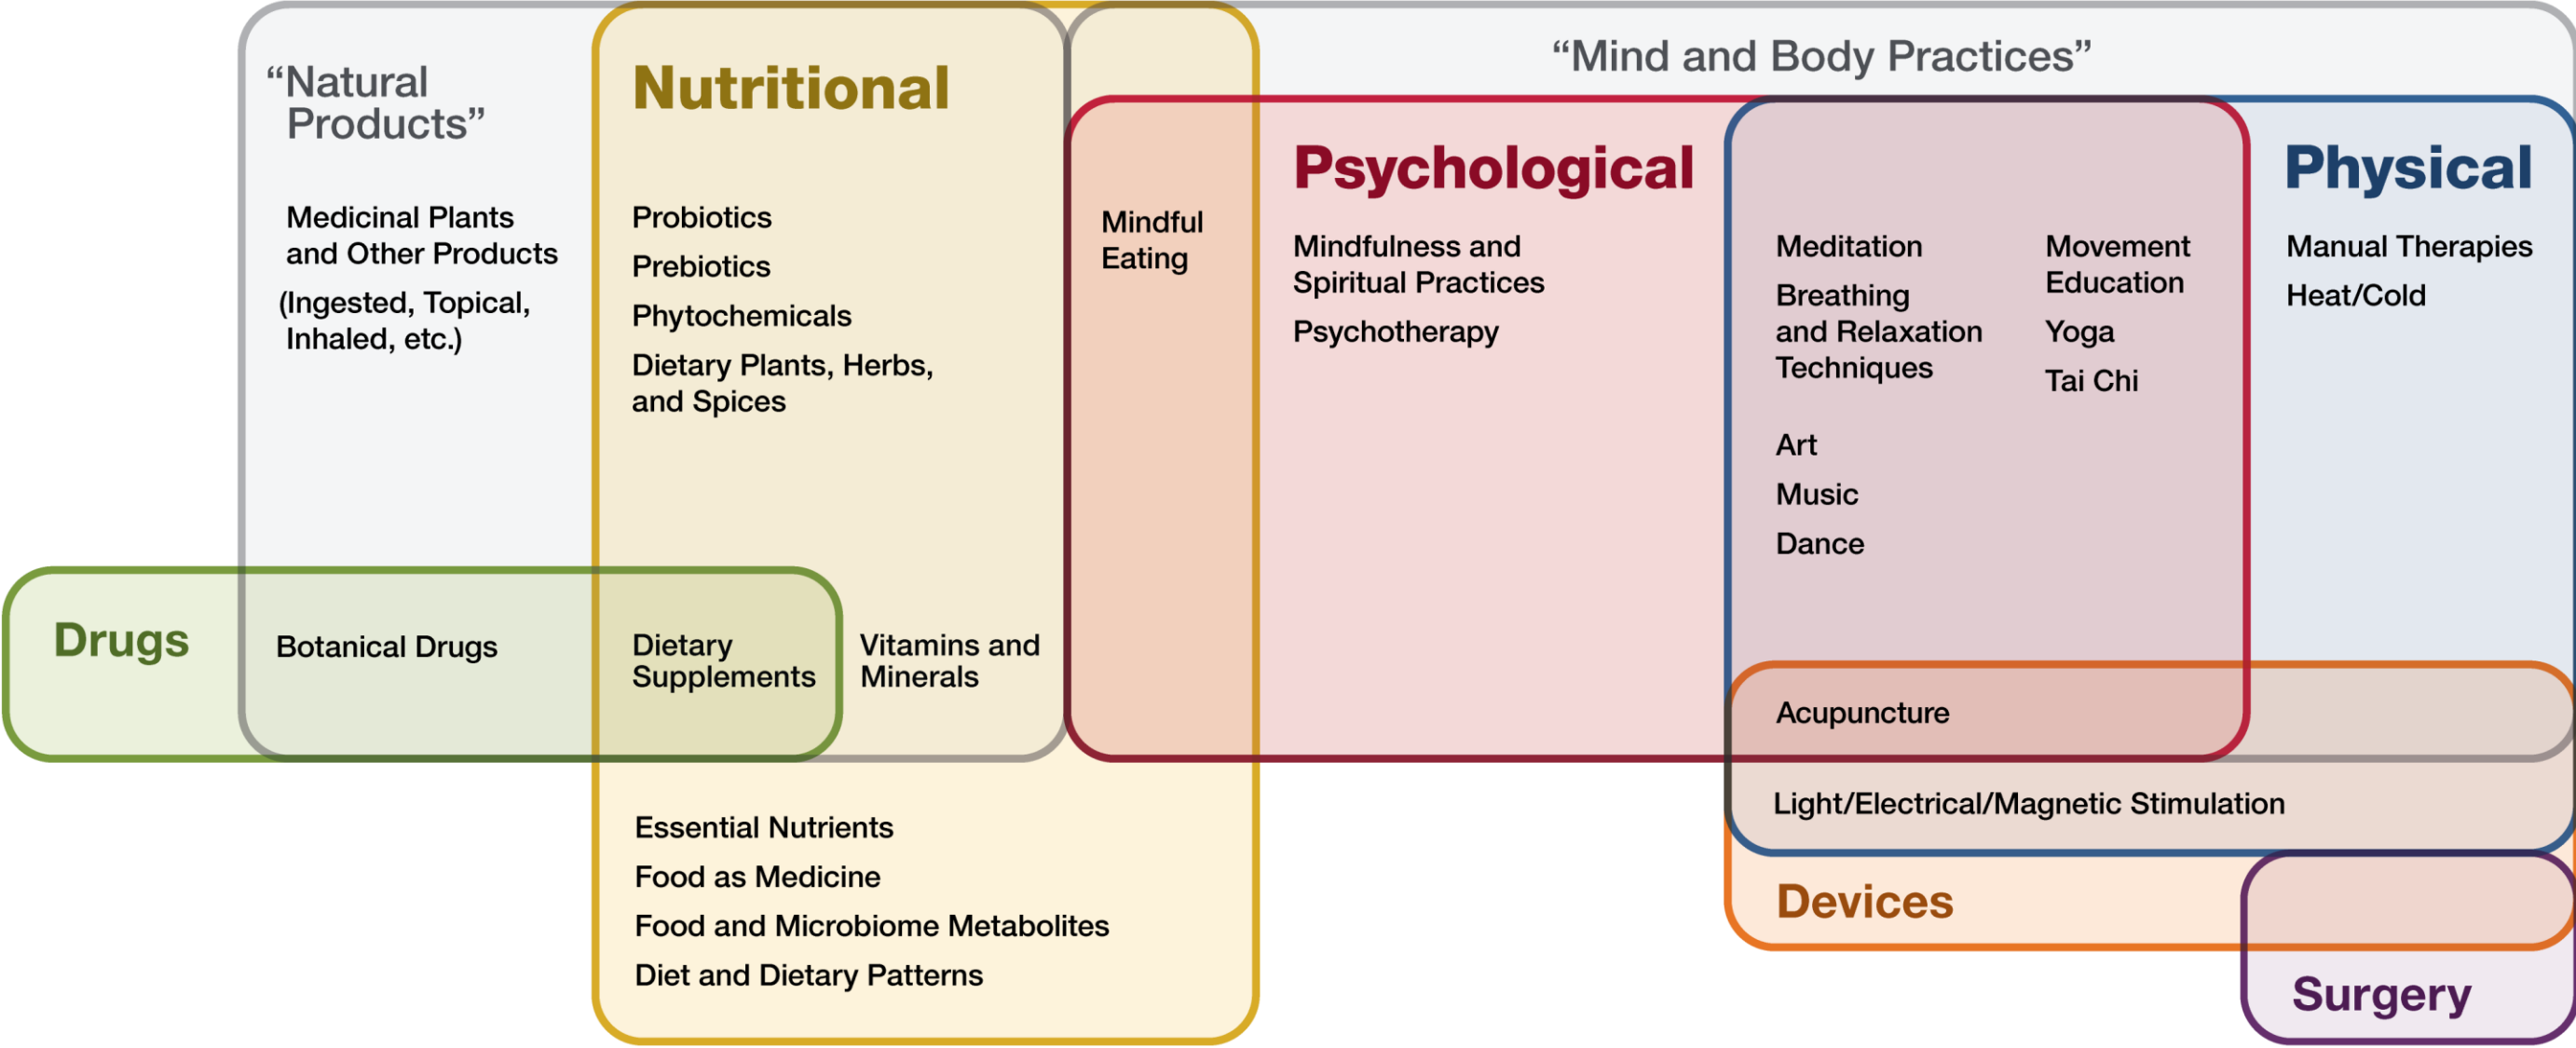 “Natural
Products”
Medicinal Plants
and Other Products
(Ingested, Topical,
Inhaled, etc.)
Nutritional
Probiotics
Prebiotics
Phytochemicals
Dietary Plants, Herbs,
and Spices
Mindful
Eating
“Mind and Body Practices”
Psychological
Mindfulness and
Spiritual Practices
Psychotherapy
Meditation
Breathing
and Relaxation
Techniques
Art
Music
Dance
Movement
Education
Yoga
Tai Chi
Physical
Manual Therapies
Heat/Cold
Drugs
Botanical Drugs
Dietary
Supplements
Vitamins and
Minerals
Acupuncture
Light/Electrical/Magnetic Stimulation
Essential Nutrients
Food as Medicine
Food and Microbiome Metabolites
Diet and Dietary Patterns
Devices
Surgery